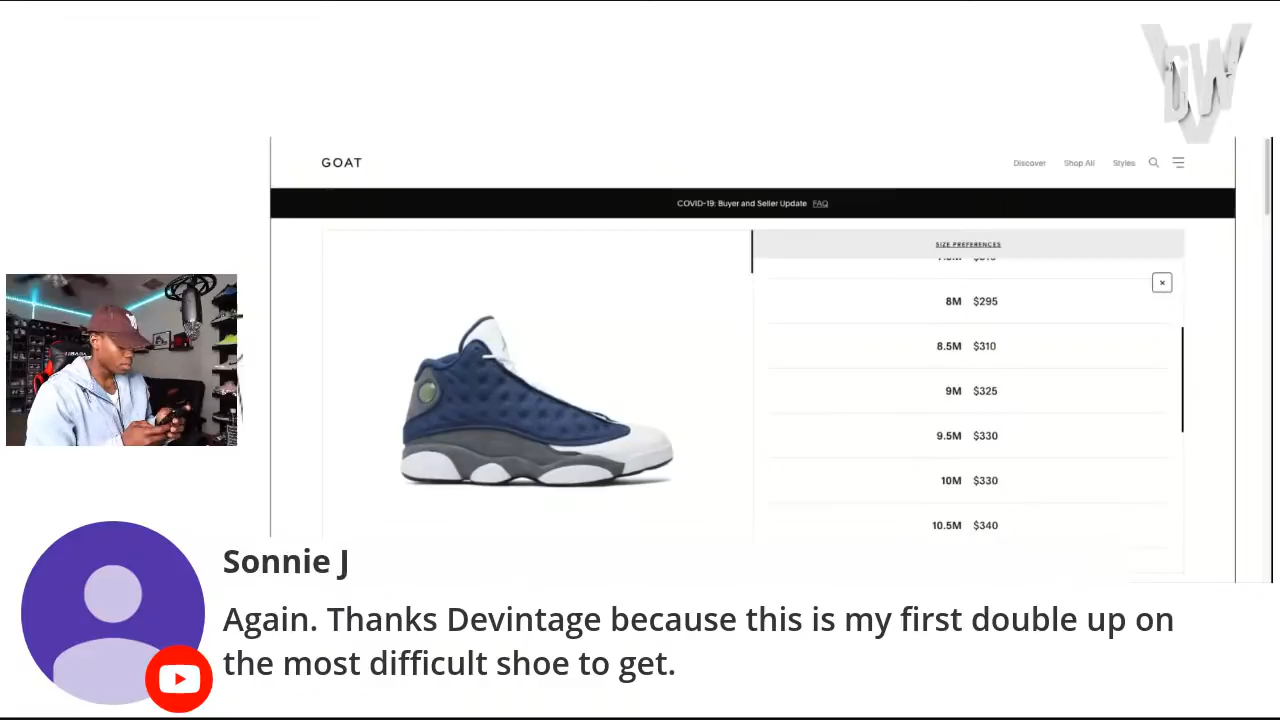 GOAT
Discover
Shop All
Styles
COVID-19: Buyer and Seller Update FAQ
SIZE PREFERENCES
8M $295
8.5M $310
9M $325
9.5M $330
10M $330
10.5M $340
Sonnie J
Again. Thanks Devintage because this is my first double up on
the most difficult shoe to get.